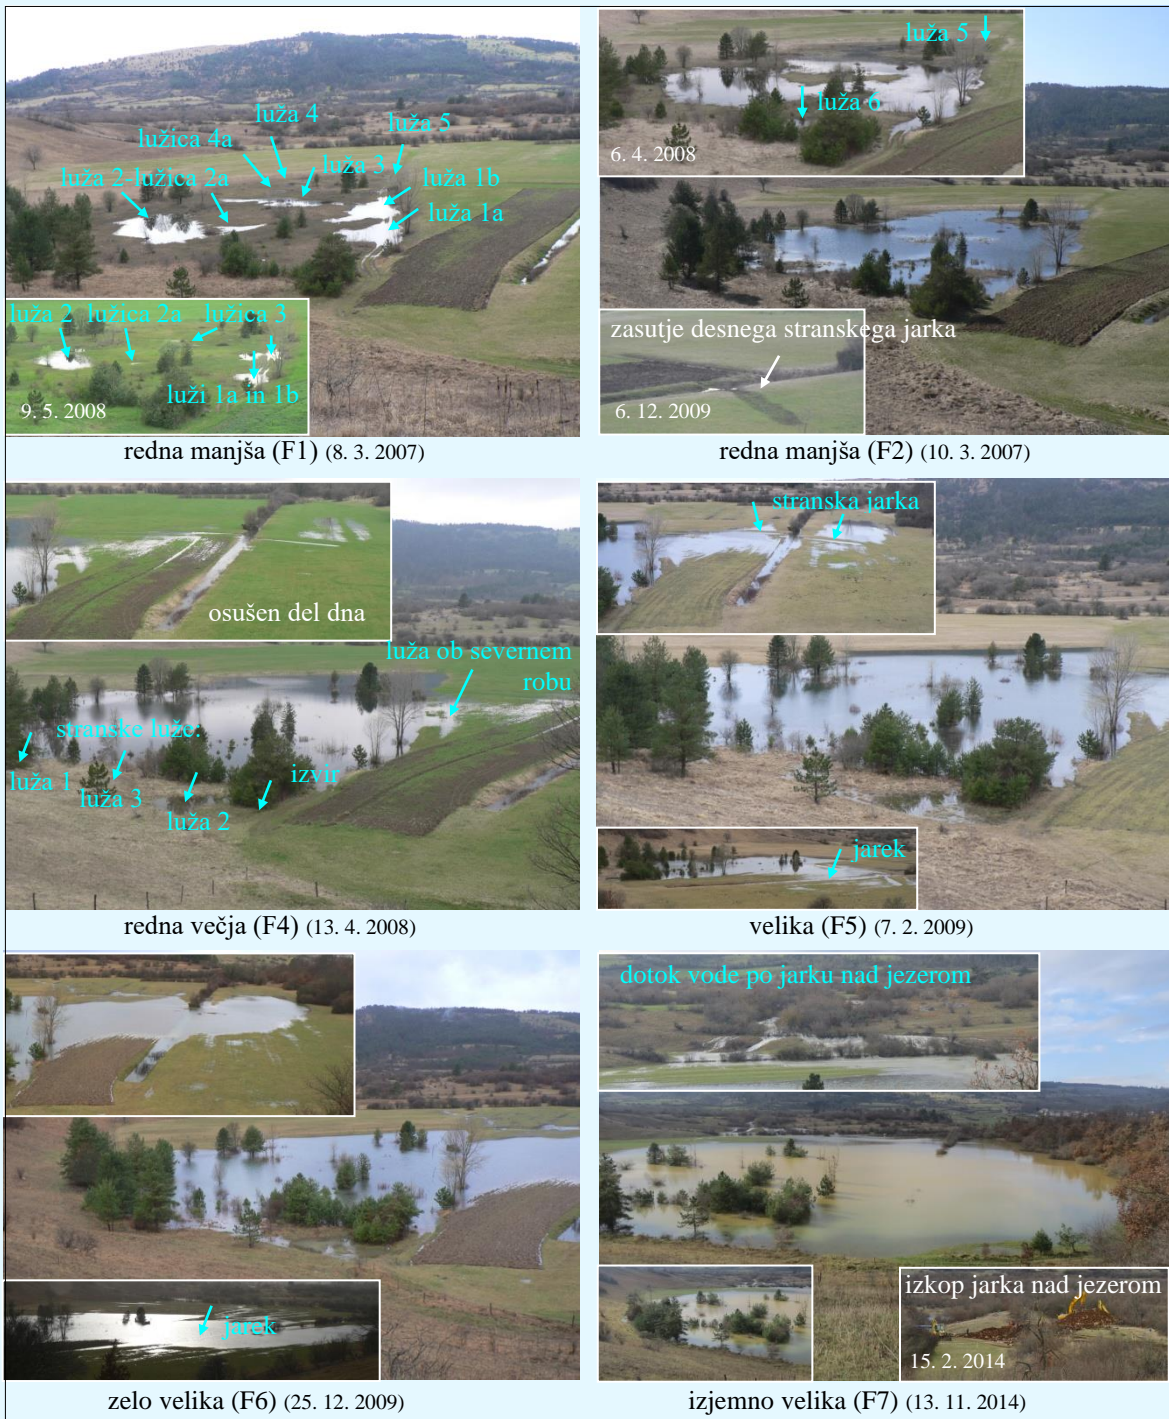 luža 4
lužica 4a
luža 5
luža 3
luža 2-lužica 2a
luža 1b
luža 1a
luža 2
lužica 2a
lužica 3
luži 1a in 1b
9. 5. 2008
redna manjša (F1) (8. 3. 2007)
luža 5
luža 6
6. 4. 2008
zasutje desnega stranskega jarka
6. 12. 2009
redna manjša (F2) (10. 3. 2007)
osušen del dna
luža ob severnem
robu
stranske luže:
luža 1
luža 3
luža 2
izvir
redna večja (F4) (13. 4. 2008)
stranska jarka
jarek
velika (F5) (7. 2. 2009)
jarek
zelo velika (F6) (25. 12. 2009)
dotok vode po jarku nad jezerom
izkop jarka nad jezerom
15. 2. 2014
izjemno velika (F7) (13. 11. 2014)